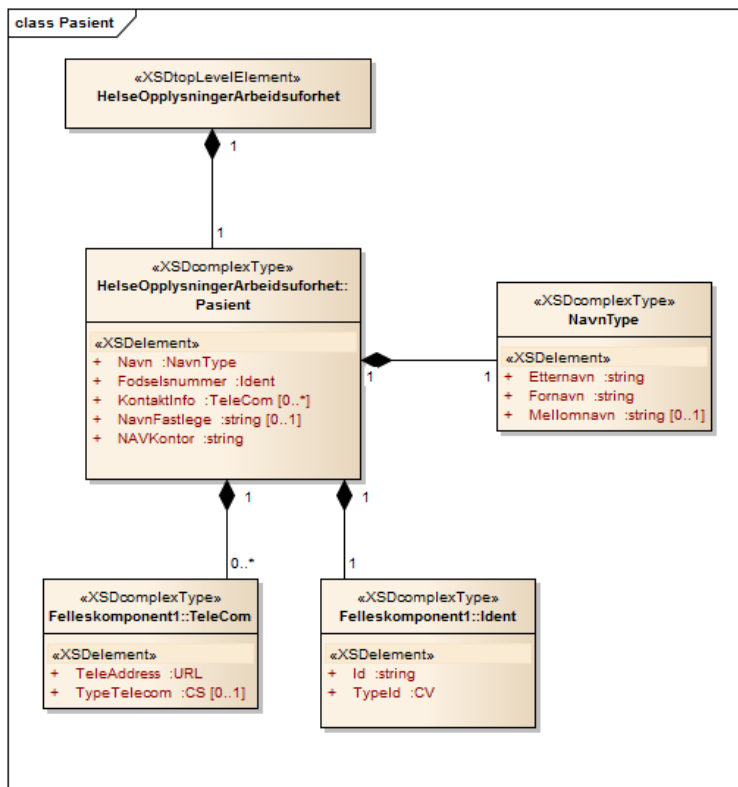 class Pasient
«XSDtopLevelElement»
HelseOpplysningerArbeidsuforhet
1
1
«XSDcomplexType»
HelseOpplysningerArbeidsuforhet::
Pasient
«XSDelement»
+ Navn :NavnType
+ Fodselsnummer :Ident
+ KontaktInfo :TeleCom [0..*]
+ NavnFastlege :string [0..1]
+ NAVKontor :string
1
1
«XSDcomplexType»
NavnType
«XSDelement»
+ Etternavn :string
+ Fornavn :string
+ Mellomnavn :string [0..1]
1
0..*
1
1
«XSDcomplexType»
Felleskomponent1::TeleCom
«XSDelement»
+ TeleAddress :URL
+ TypeTelecom :CS [0..1]
«XSDcomplexType»
Felleskomponent1::Ident
«XSDelement»
+ Id :string
+ TypeId :CV